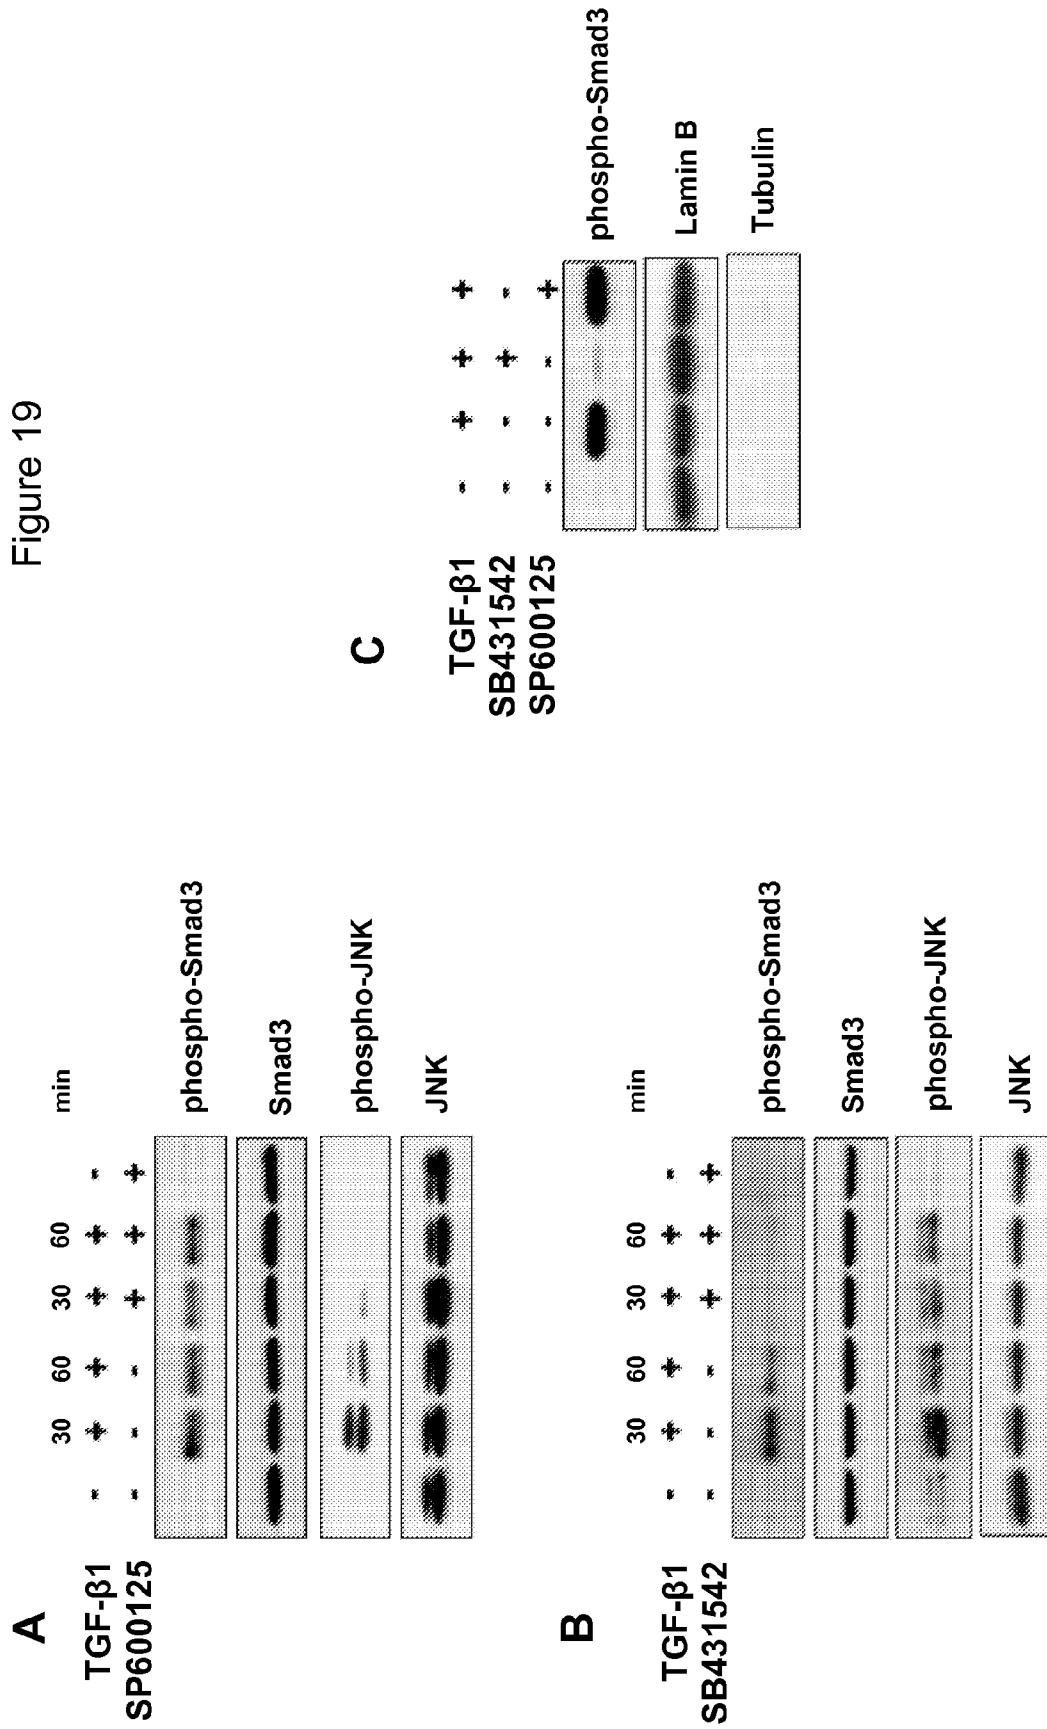 Figure 19
A
min
30 60 30 60
TGF-β1 - + + + + -
SP600125 - - - + + +
phospho-Smad3
Smad3
phospho-JNK
JNK
B
min
30 60 30 60
TGF-β1 - + + + + -
SB431542 - - - + + +
phospho-Smad3
Smad3
phospho-JNK
JNK
C
TGF-β1 - + + +
SB431542 - - + -
SP600125 - - - +
phospho-Smad3
Lamin B
Tubulin